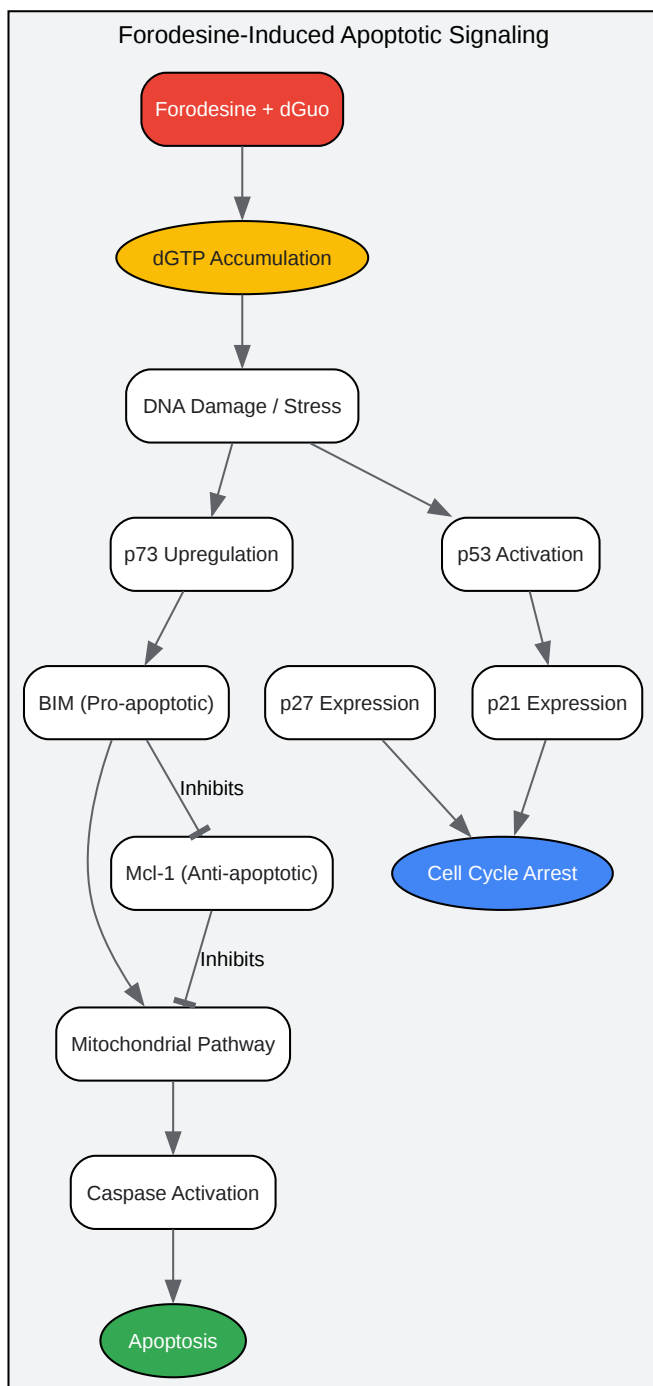 Forodesine-Induced Apoptotic Signaling
Forodesine + dGuo
dGTP Accumulation
DNA Damage / Stress
p73 Upregulation
p53 Activation
BIM (Pro-apoptotic)
p27 Expression
p21 Expression
Inhibits
Mcl-1 (Anti-apoptotic)
Cell Cycle Arrest
Inhibits
Mitochondrial Pathway
Caspase Activation
Apoptosis